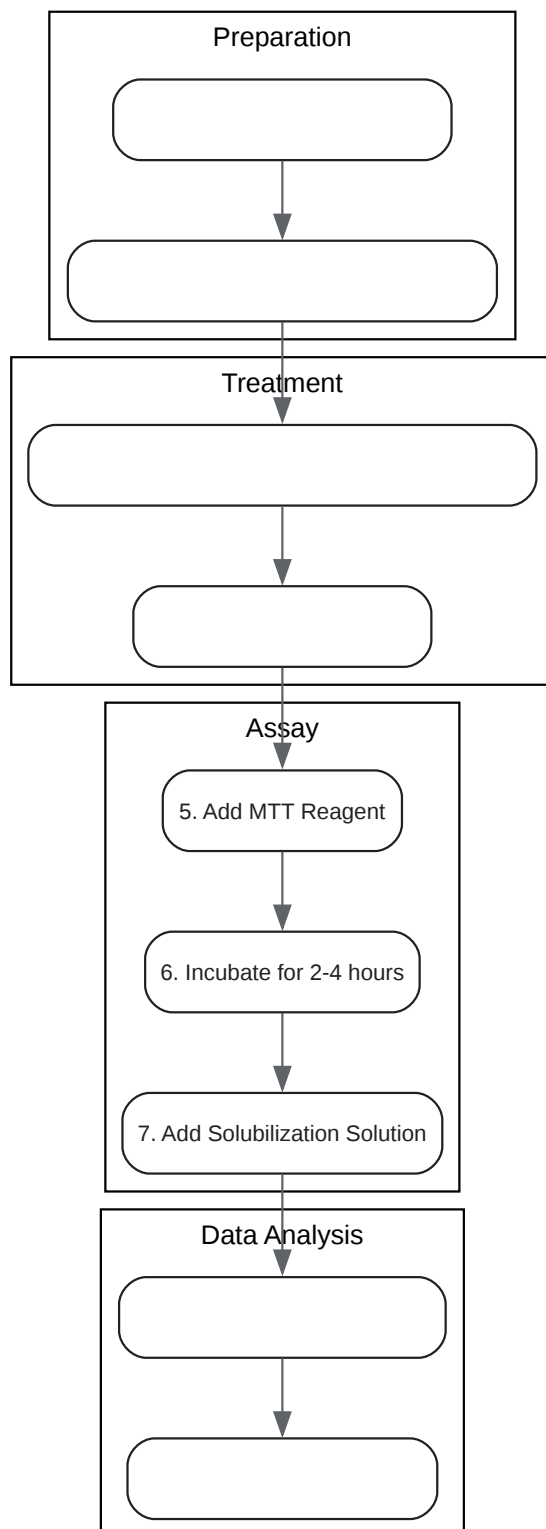 Preparation
Treatment
Assay
5. Add MTT Reagent
6. Incubate for 2-4 hours
7. Add Solubilization Solution
Data Analysis